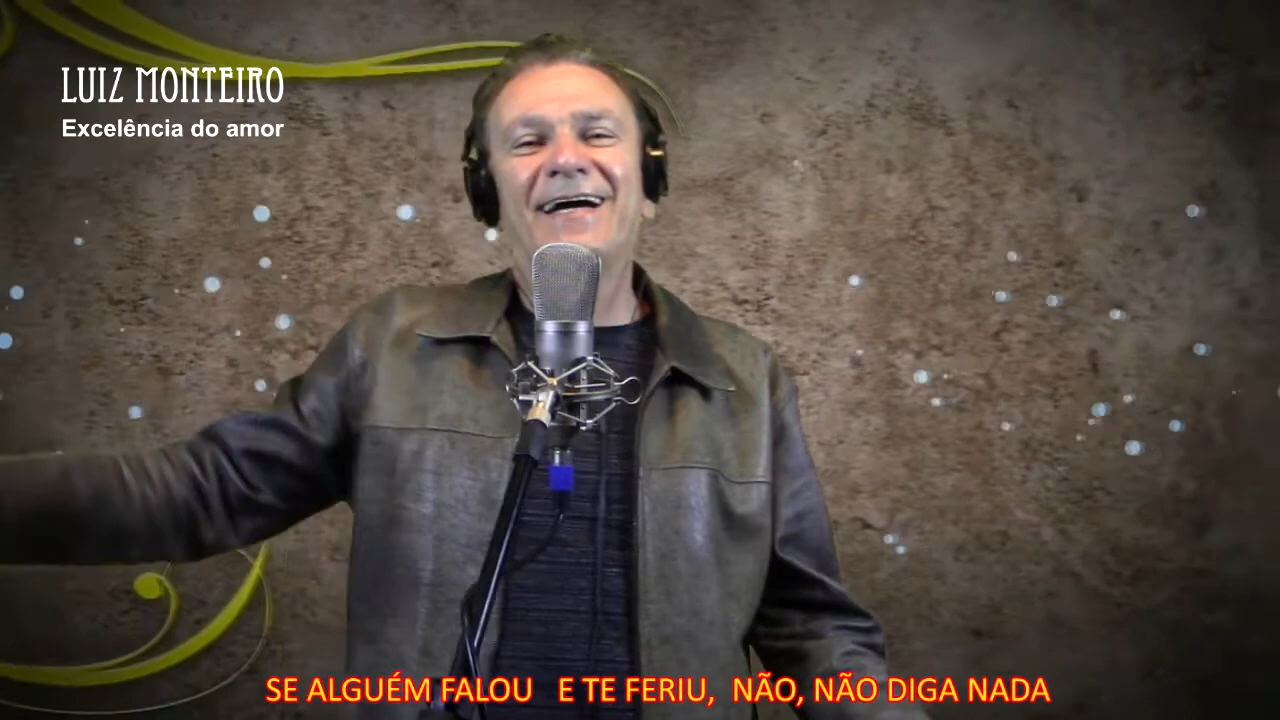 LUIZ MONTEIRO
Excelência do amor
SE ALGUÉM FALOU E TE FERIU, NÃO, NÃO DIGA NADA